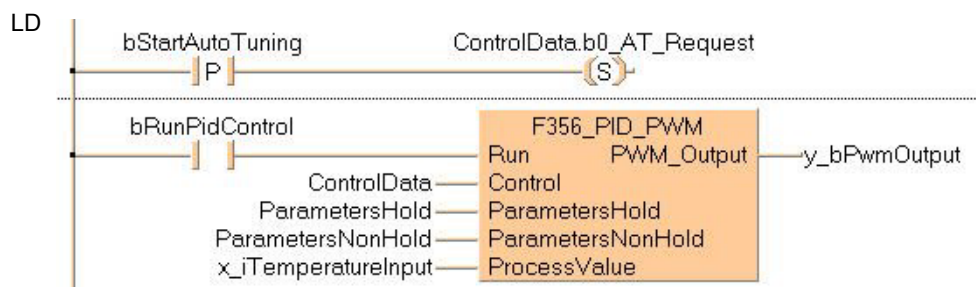 LD
bStartAutoTuning ControlData.b0_AT_Request
P S
bRunPidControl F356_PID_PWM
Run PWM_Output y_bPwmOutput
ControlData Control
ParametersHold ParametersHold
ParametersNonHold ParametersNonHold
x_iTemperatureInput ProcessValue